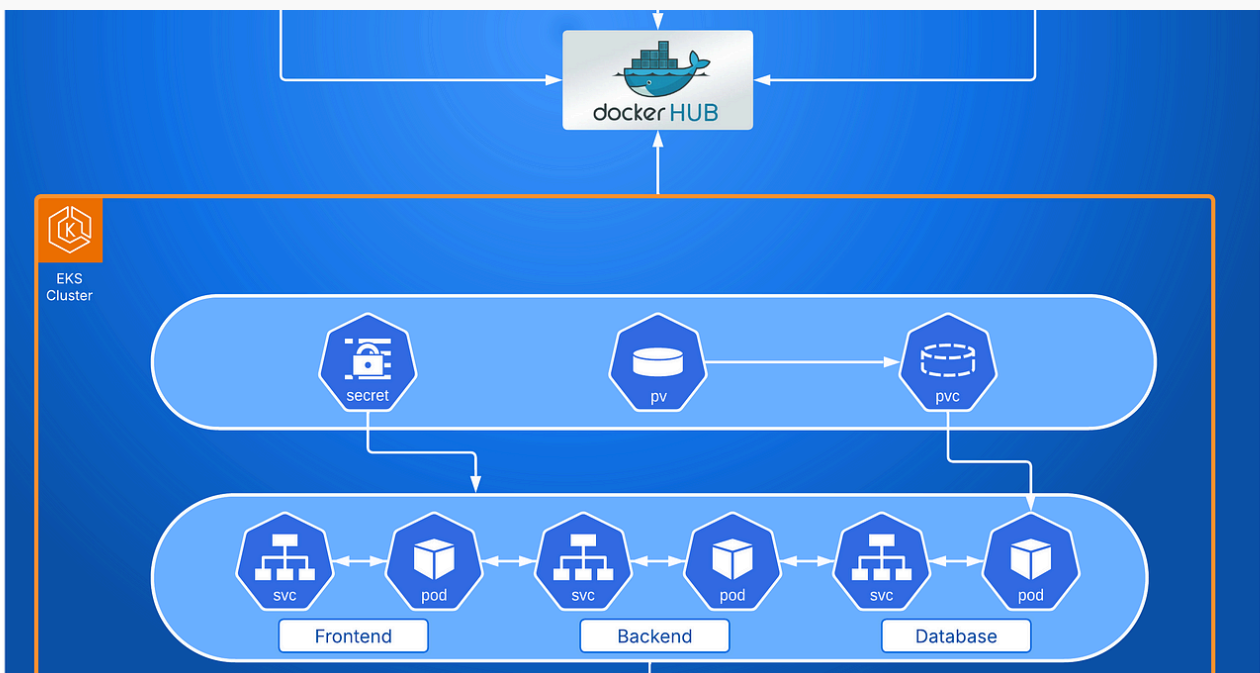 docker HUB
K
EKS
Cluster
secret
pv
pvc
svc
pod
svc
pod
svc
pod
Frontend
Backend
Database